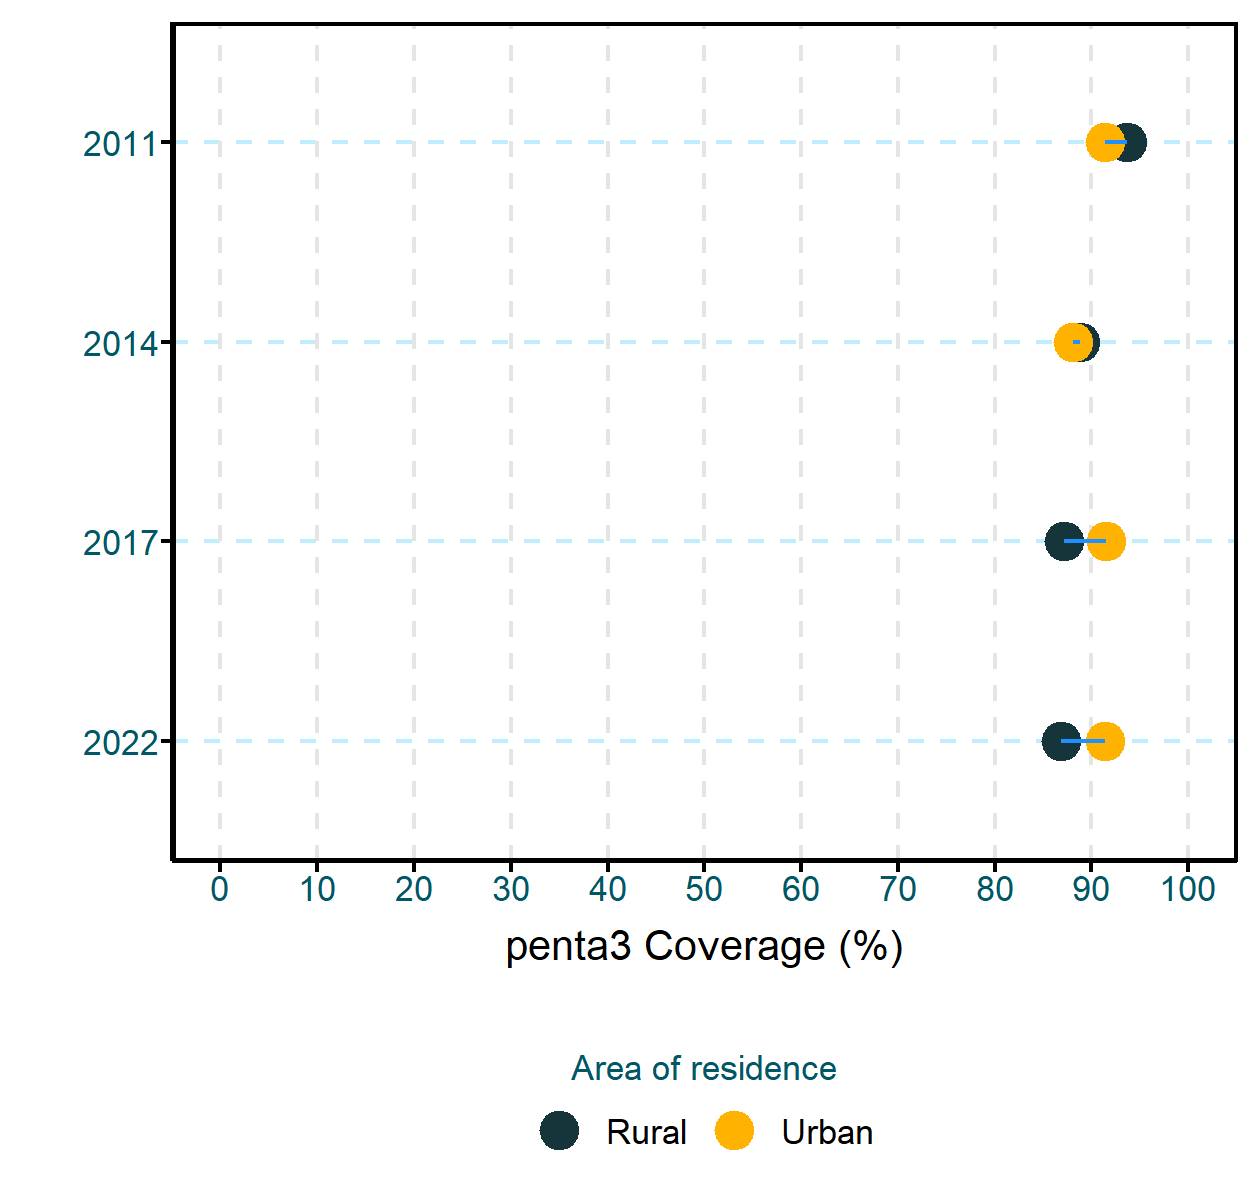 2011
2014
2017
2022
0 10 20 30 40 50 60 70 80 90 100
penta3 Coverage (%)
Area of residence
Rural Urban